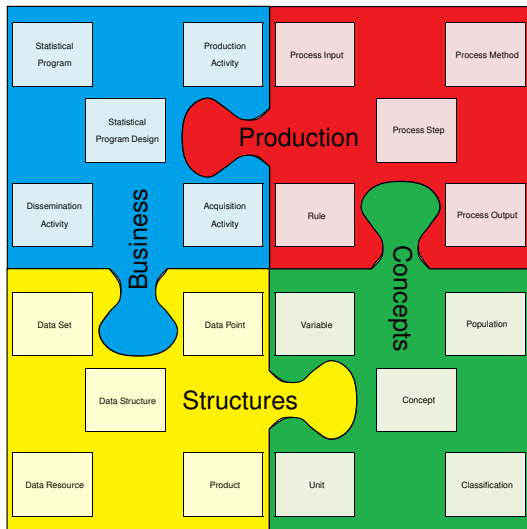 Statistical
Program
Production
Activity
Statistical
Program Design
Dissemination
Activity
Acquisition
Activity
Business
Process Input
Process Method
Process Step
Production
Rule
Process Output
Data Set
Data Point
Data Structure
Structures
Data Resource
Product
Concepts
Variable
Population
Concept
Unit
Classification